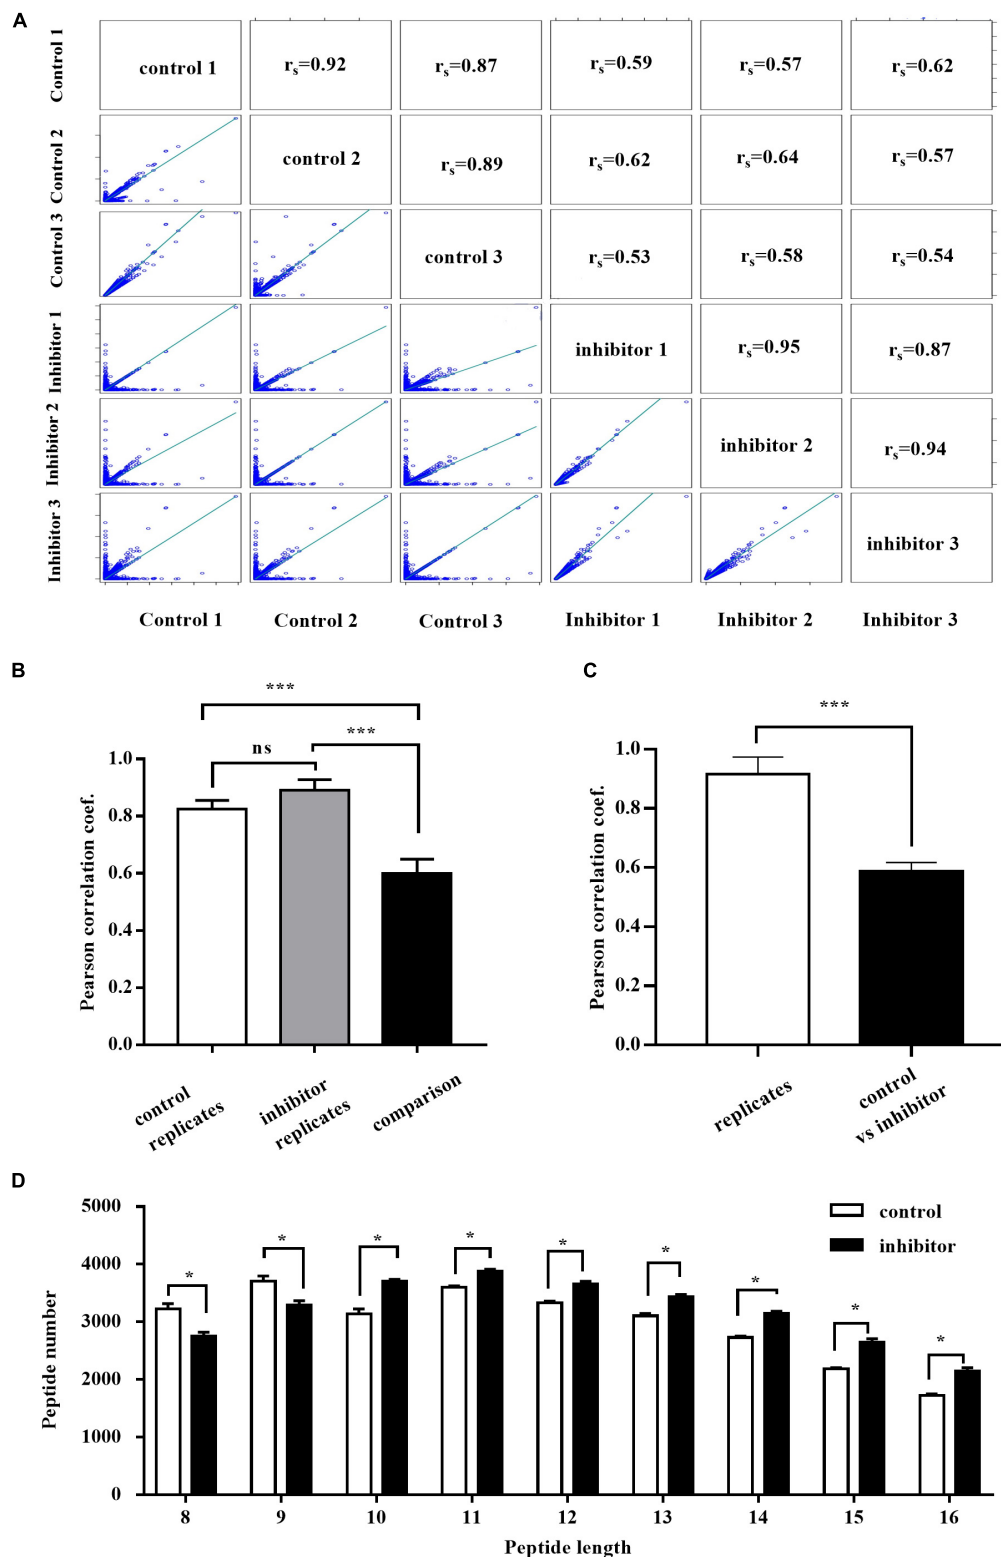 A
Control 1
control 1
rs=0.92
rs=0.87
rs=0.59
rs=0.57
rs=0.62
Control 2
control 2
rs=0.89
rs=0.62
rs=0.64
rs=0.57
Control 3
control 3
rs=0.53
rs=0.58
rs=0.54
Inhibitor 1
inhibitor 1
rs=0.95
rs=0.87
Inhibitor 2
inhibitor 2
rs=0.94
Inhibitor 3
inhibitor 3
Control 1
Control 2
Control 3
Inhibitor 1
Inhibitor 2
Inhibitor 3
B
***
ns
***
Pearson correlation coef.
1.0
0.8
0.6
0.4
0.2
0.0
control
replicates
inhibitor
replicates
comparison
C
***
Pearson correlation coef.
1.0
0.8
0.6
0.4
0.2
0.0
replicates
control
vs inhibitor
D
Peptide number
5000
4000
3000
2000
1000
0
control
inhibitor
*
*
*
*
*
*
*
*
*
8
9
10
11
12
13
14
15
16
Peptide length